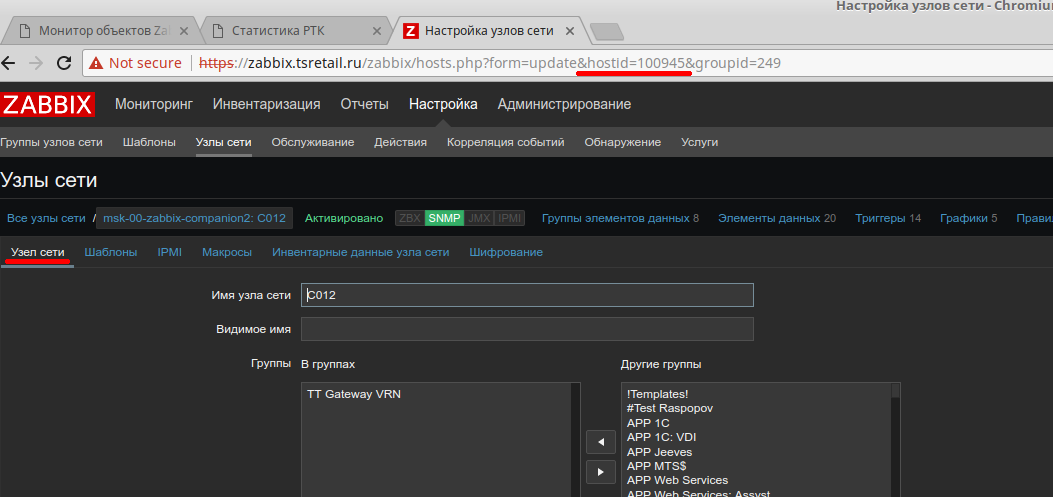 Настройка узлов сети - Chromiu
Монитор объектов Za
Статистика РТК
Z Настройка узлов сети
Not secure https://zabbix.tsretail.ru/zabbix/hosts.php?form=update&hostid=100945&groupid=249
ZABBIX Мониторинг Инвентаризация Отчеты Настройка Администрирование
Группы узлов сети Шаблоны Узлы сети Обслуживание Действия Корреляция событий Обнаружение Услуги
Узлы сети
Все узлы сети / msk-00-zabbix-companion2: C012 Активировано ZBX SNMP JMX IPMI Группы элементов данных 8 Элементы данных 20 Триггеры 14 Графики 5 Прави
Узел сети Шаблоны IPMI Макросы Инвентарные данные узла сети Шифрование
Имя узла сети C012
Видимое имя
Группы В группах Другие группы
TT Gateway VRN
!Templates!
#Test Raspopov
APP 1C
APP 1C: VDI
APP Jeeves
APP MTS$
APP Web Services
APP Web Services: Assyst